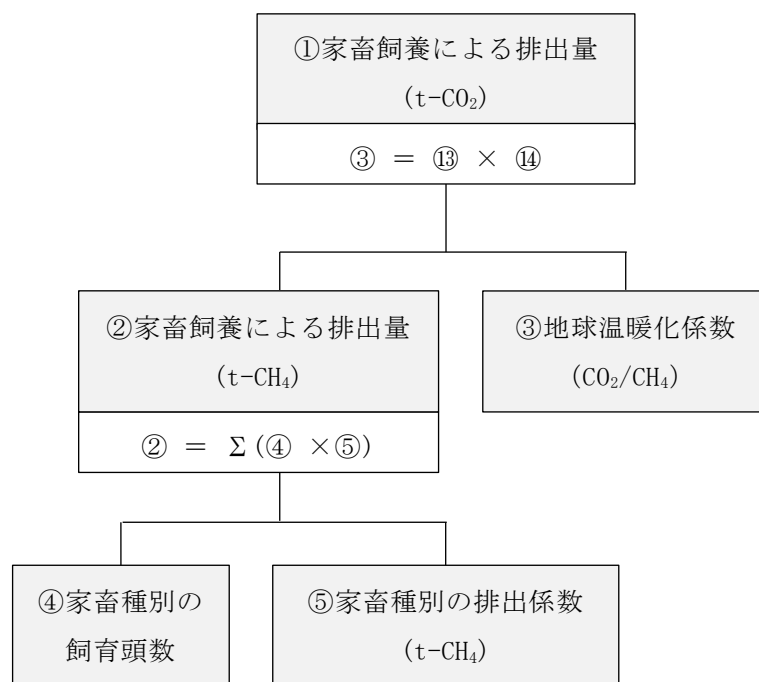 ①家畜飼養による排出量
(t-CO₂)
③ = ⑬ × ⑭
②家畜飼養による排出量
(t-CH₄)
② = Σ(④ ×⑤)
③地球温暖化係数
(CO₂/CH₄)
④家畜種別の
飼育頭数
⑤家畜種別の排出係数
(t-CH₄)